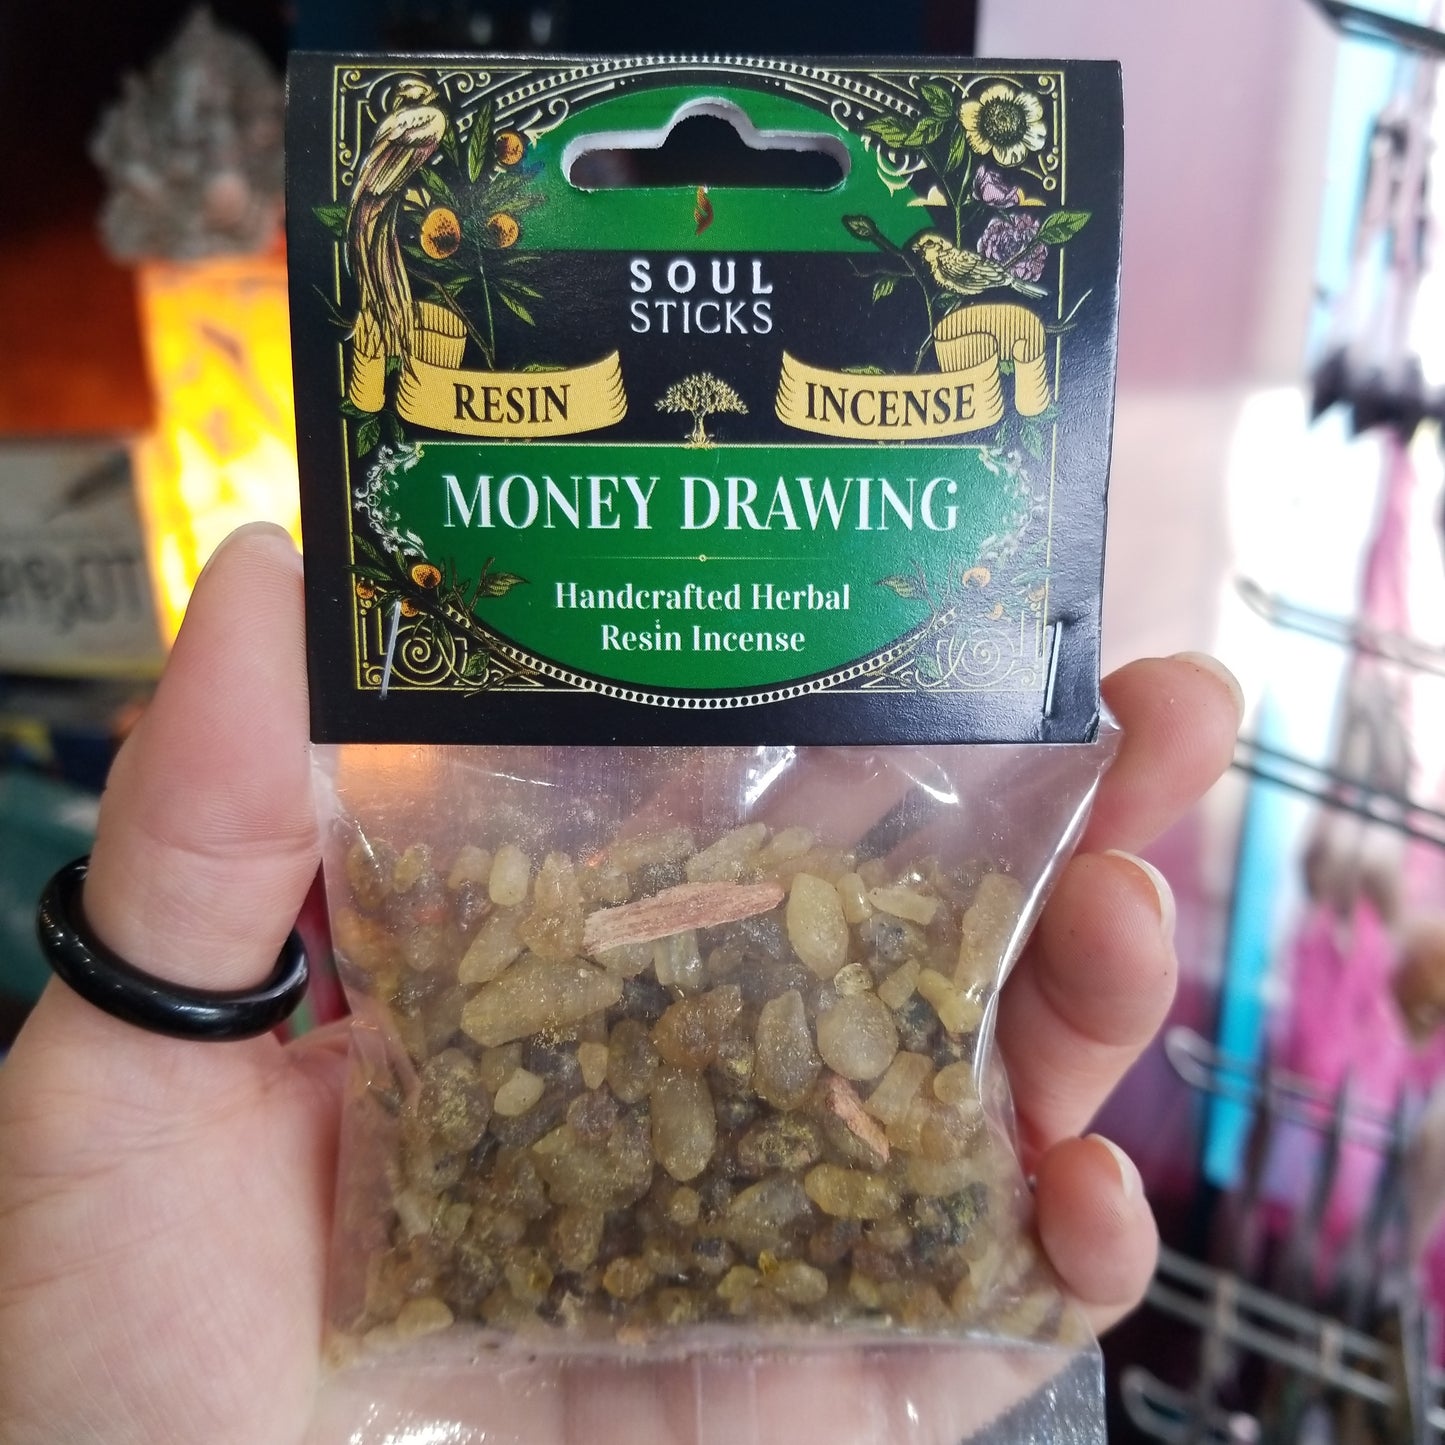 SOUL
STICKS
RESIN INCENSE
MONEY DRAWING
Handcrafted Herbal
Resin Incense